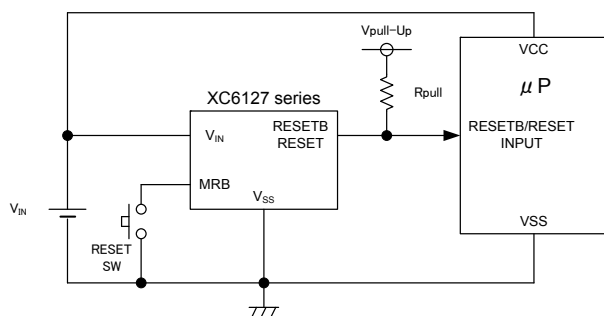 Vpull-Up
VCC
μP
Rpull
XC6127 series
VIN
RESETB
RESET
RESETB/RESET
INPUT
MRB
VSS
VIN
RESET
SW
VSS